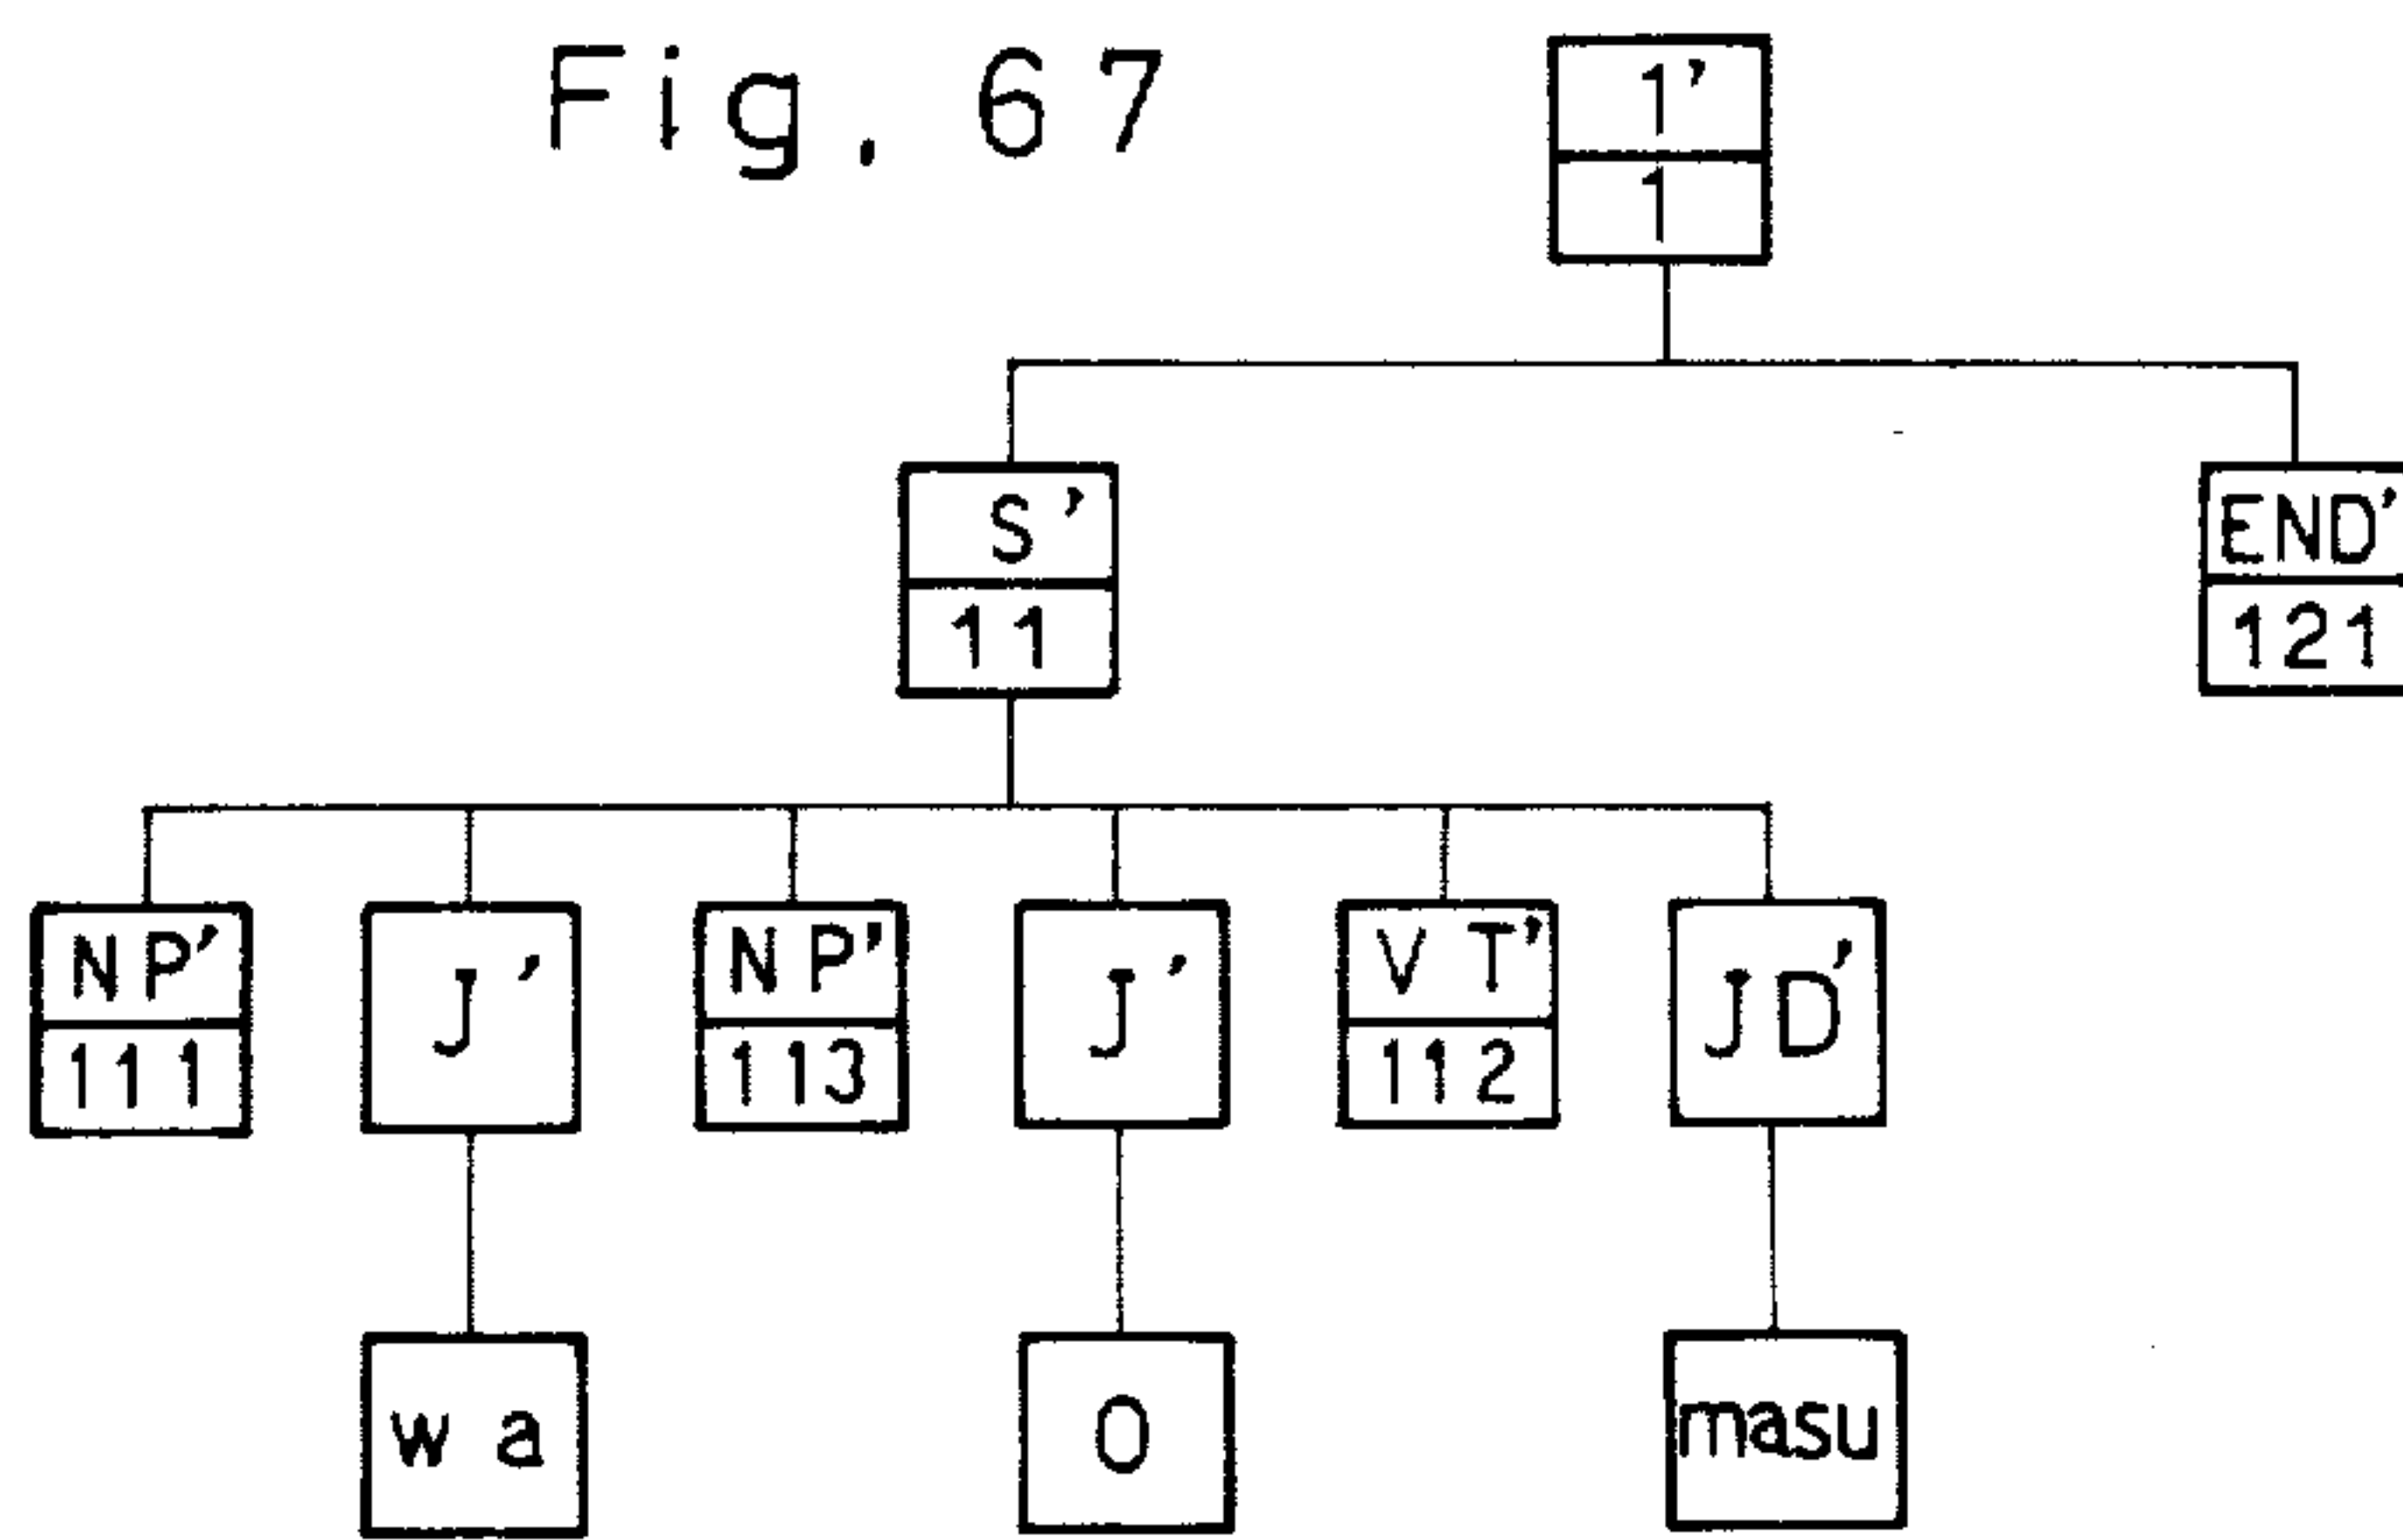 Fig. 67
1'
1
S'
11
END'
121
NP'
111
J'
NP'
113
J'
VT'
112
JD'
wa
O
masu